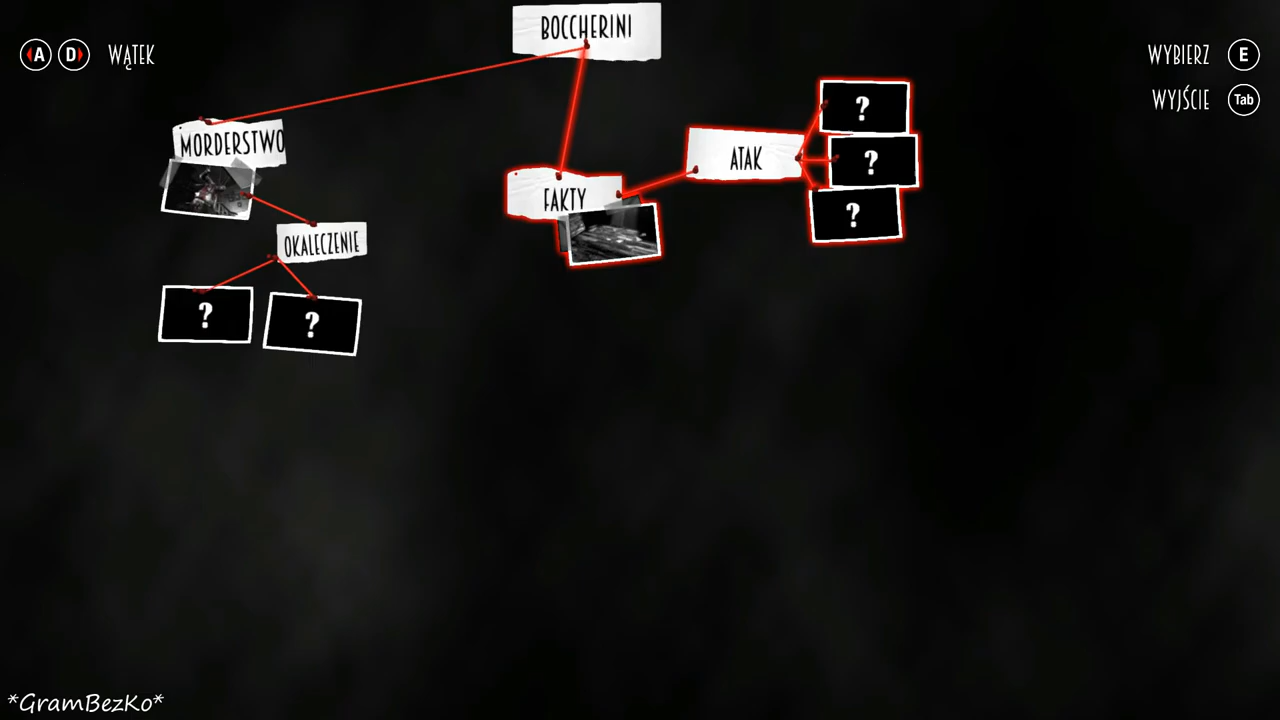 BOCCHERINI
A D WĄTEK
WYBIERZ E
WYJŚCIE Tab
MORDERSTWO
ATAK
?
?
?
FAKTY
OKALECZENIE
?
?
*GramBezKo*